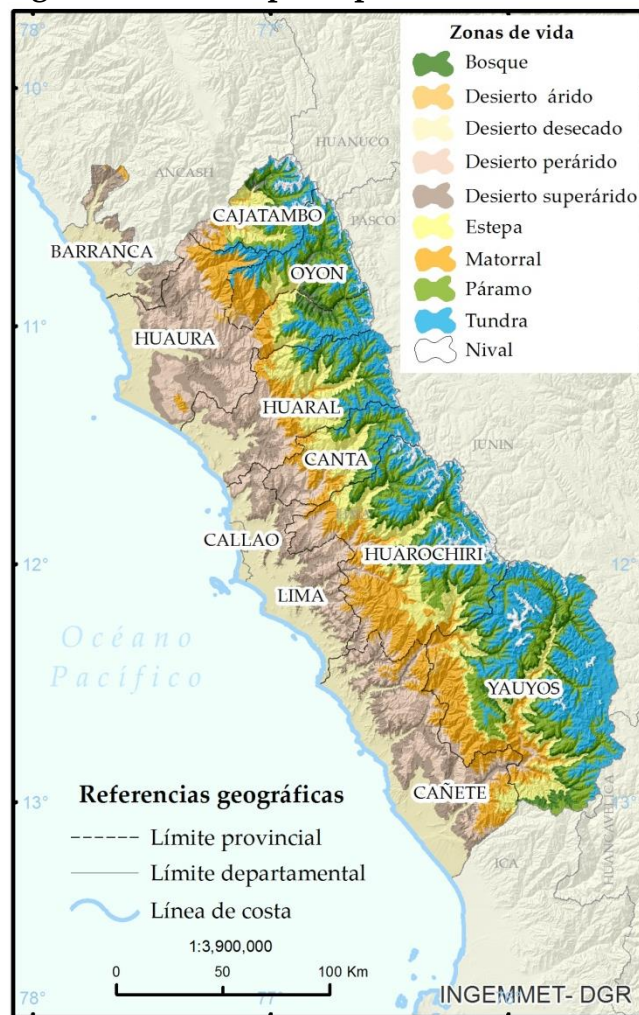 78°
77°
Zonas de vida
Bosque
Desierto árido
Desierto desecado
Desierto perárido
Desierto superárido
Estepa
Matorral
Páramo
Tundra
Nival
10°
HUANUCO
ANCASH
PASCO
CAJATAMBO
BARRANCA
OYON
11°
HUAURA
HUARAL
JUNIN
CANTA
12°
CALLAO
HUAROCHIRI
LIMA
Océano
Pacífico
YAUYOS
13°
CAÑETE
13°
HUANCAVELICA
ICA
Referencias geográficas
Límite provincial
Límite departamental
Línea de costa
1:3,900,000
0 50 100 Km
78°
77°
INGEMMET- DGR